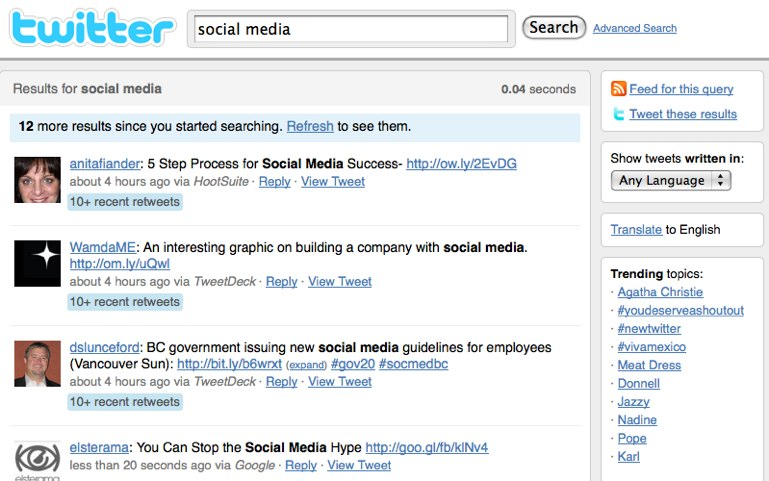 twitter
social media
Search
Advanced Search
Results for social media
0.04 seconds
12 more results since you started searching. Refresh to see them.
anitafiander: 5 Step Process for Social Media Success- http://ow.ly/2EvDG
about 4 hours ago via HootSuite · Reply · View Tweet
10+ recent retweets
WamdaME: An interesting graphic on building a company with social media.
http://om.ly/uQwl
about 4 hours ago via TweetDeck · Reply · View Tweet
10+ recent retweets
dslunceford: BC government issuing new social media guidelines for employees
(Vancouver Sun): http://bit.ly/b6wrxt (expand) #gov20 #socmedbc
about 4 hours ago via TweetDeck · Reply · View Tweet
10+ recent retweets
elsterama
elsterama: You Can Stop the Social Media Hype http://goo.gl/fb/klNv4
less than 20 seconds ago via Google · Reply · View Tweet
Feed for this query
Tweet these results
Show tweets written in:
Any Language
Translate to English
Trending topics:
· Agatha Christie
· #youdeserveashoutout
· #newtwitter
· #vivamexico
· Meat Dress
· Donnell
· Jazzy
· Nadine
· Pope
· Karl